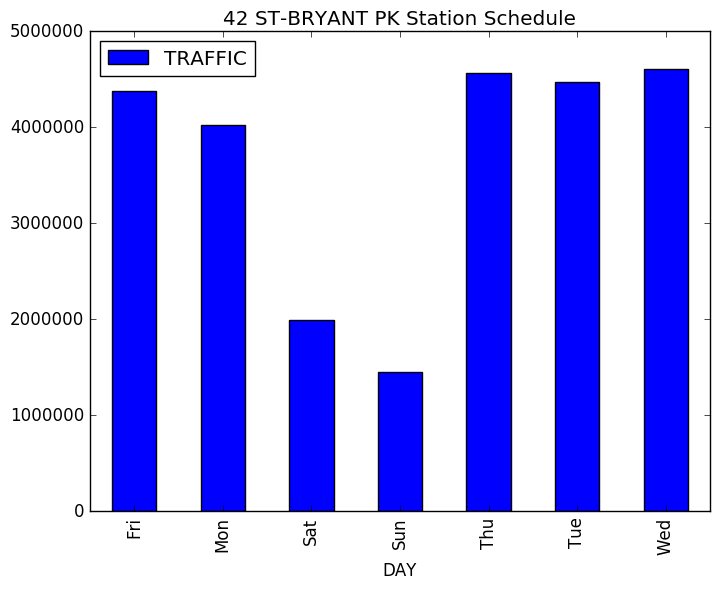 42 ST-BRYANT PK Station Schedule
TRAFFIC
5000000
4000000
3000000
2000000
1000000
0
Fri Mon Sat Sun Thu Tue Wed
DAY